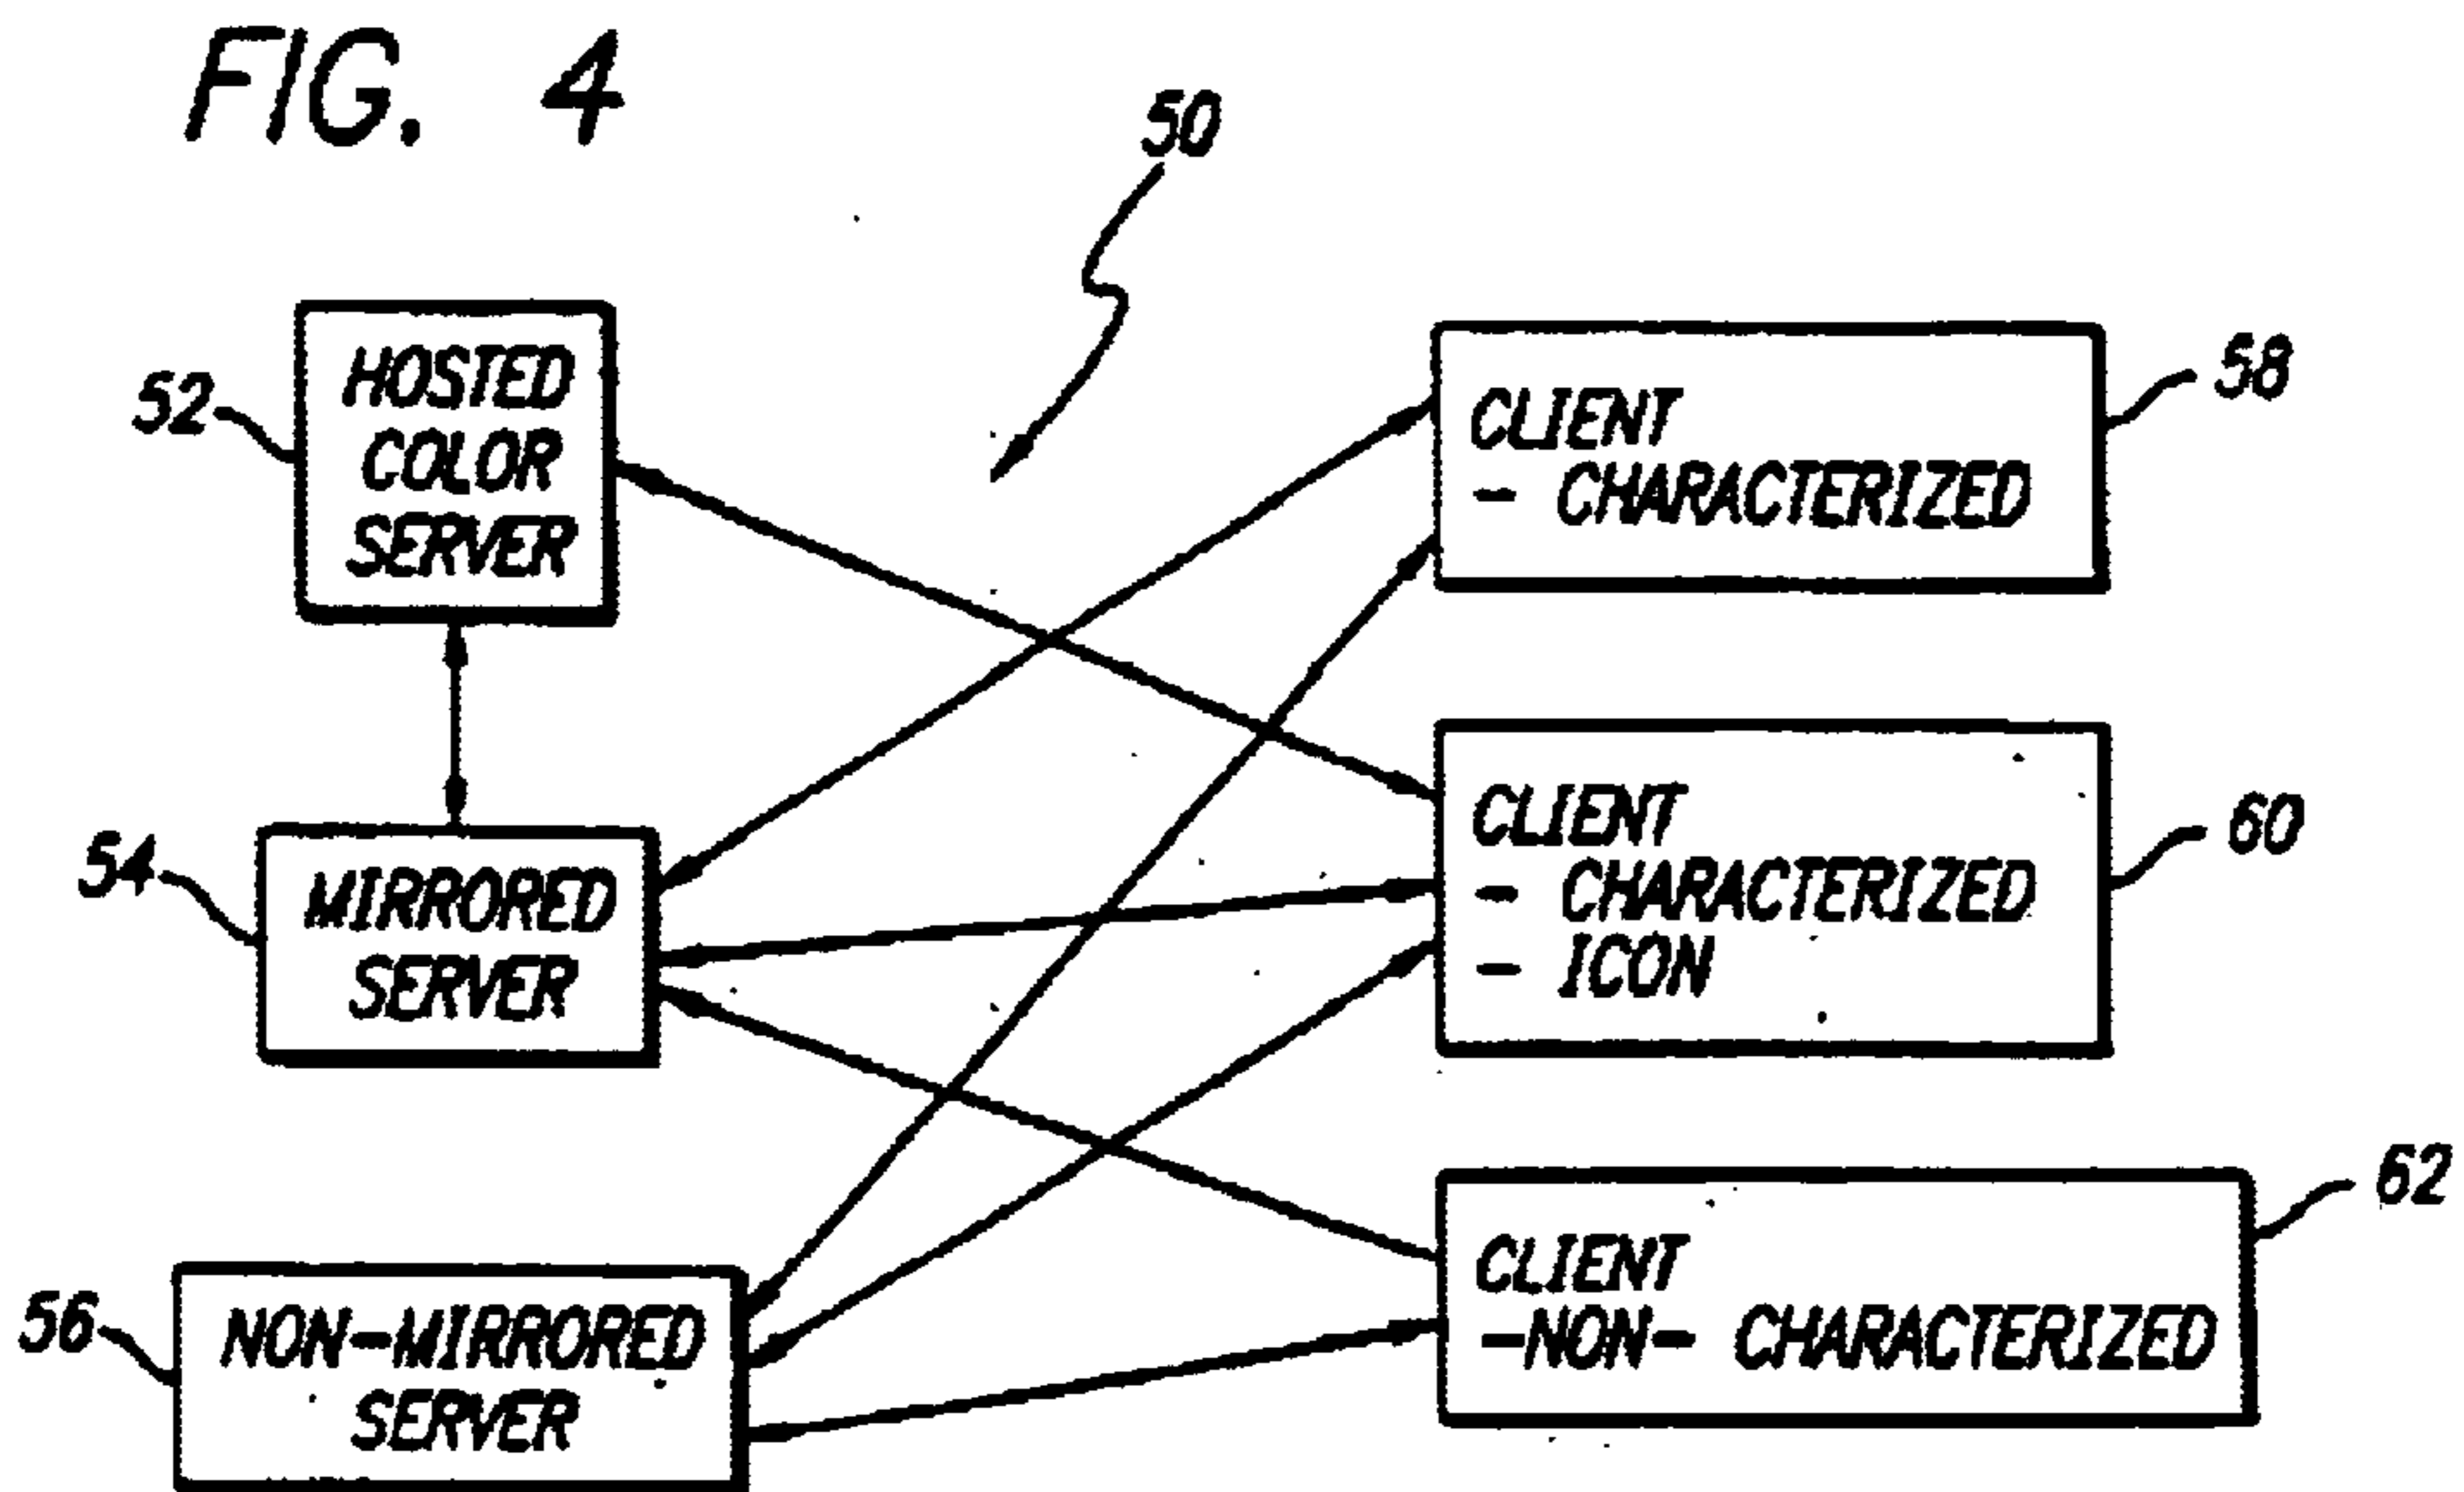 FIG. 4
50
52
HOSTED
COLOR
SERVER
58
CLIENT
- CHARACTERIZED
54
MIRRORED
SERVER
60
CLIENT
- CHARACTERIZED
- ICON
56
NON-MIRRORED
SERVER
62
CLIENT
-NON- CHARACTERIZED